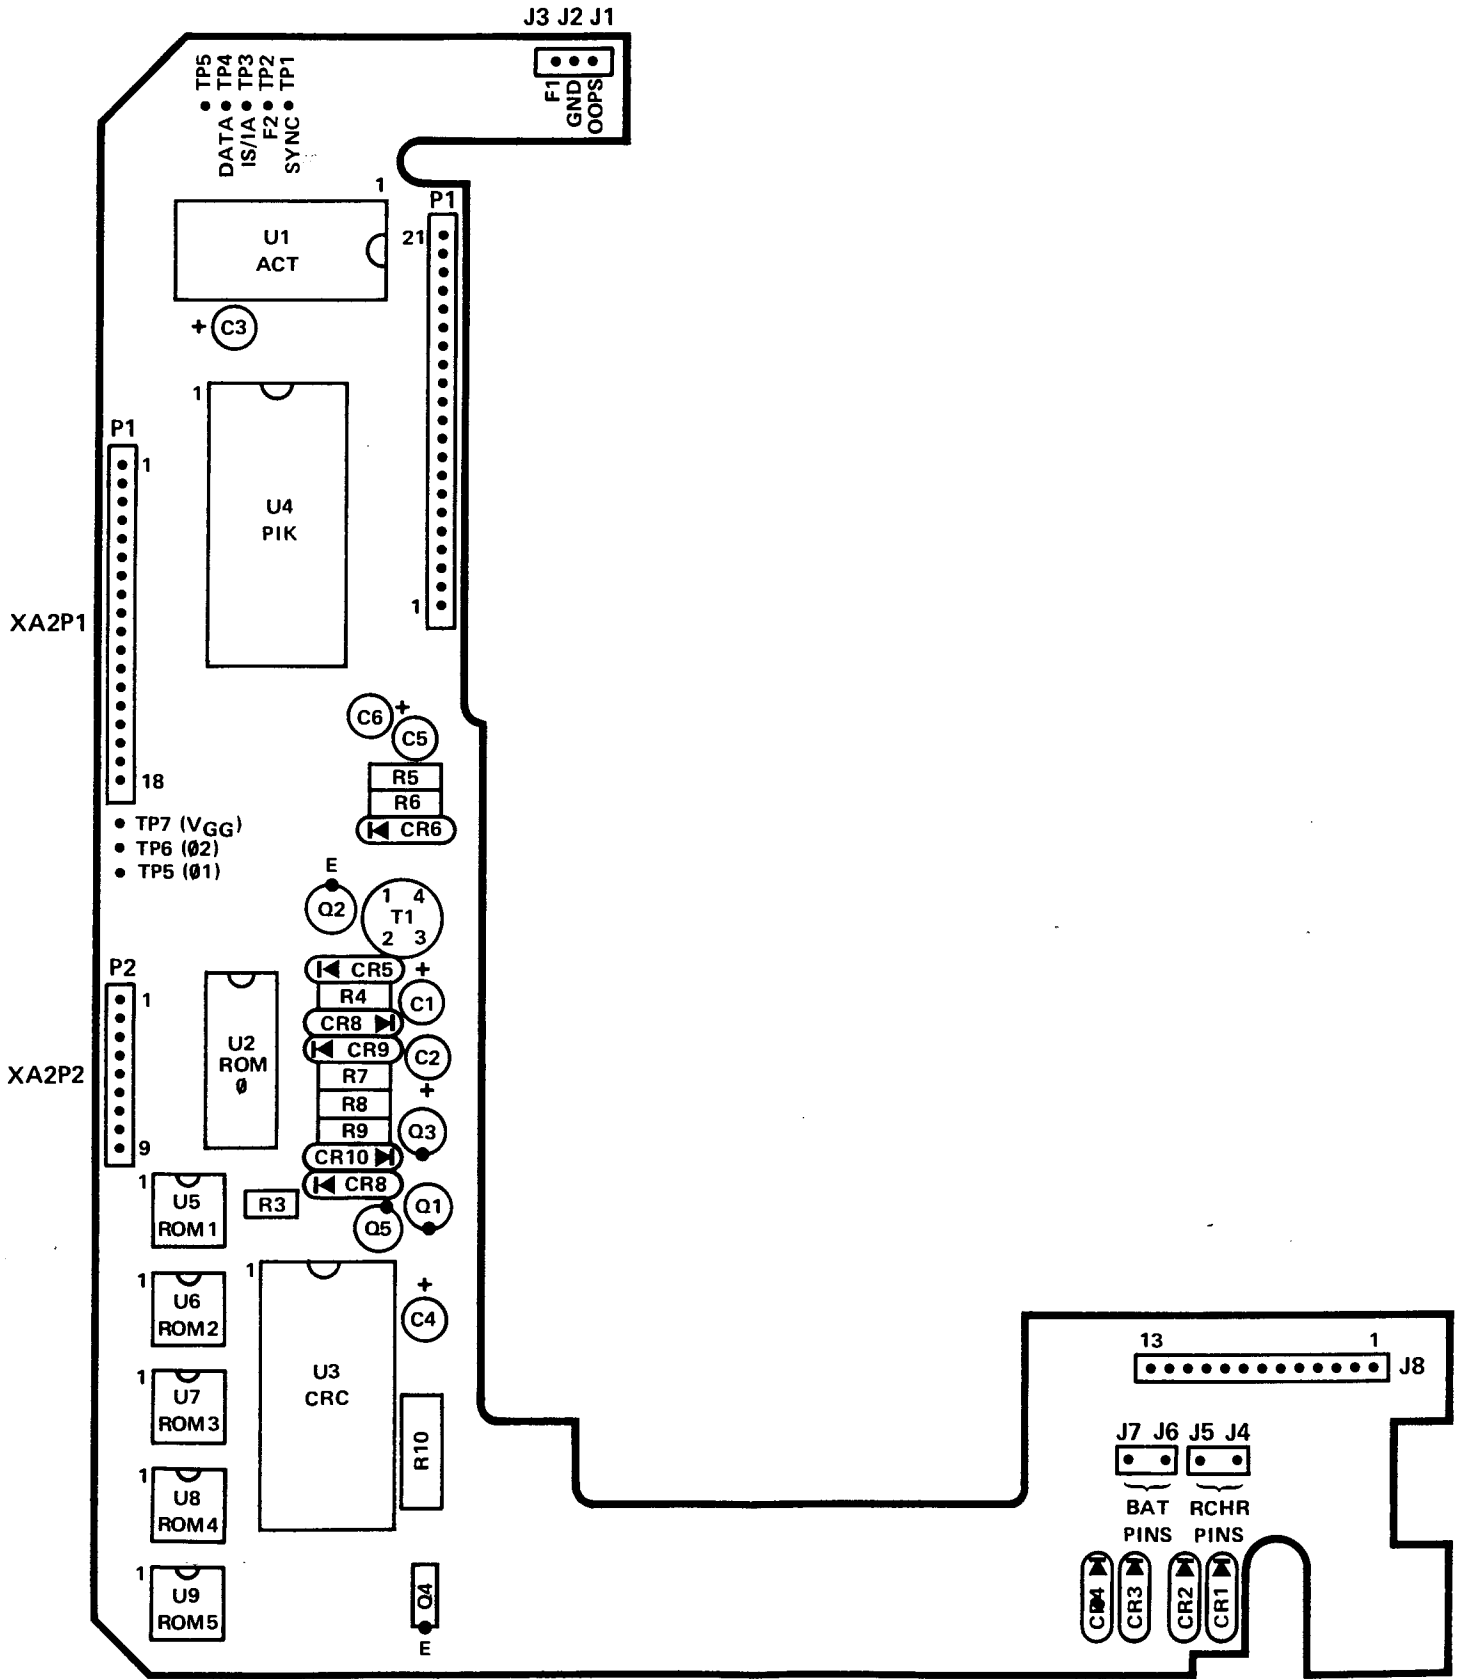 J3 J2 J1
TP5
TP4
TP3
TP2
TP1
DATA
IS/IA
F2
SYNC
F1
GND
OOPS
1
U1
ACT
P1
21
+ C3
1
U4
PIK
P1
1
1
XA2P1
18
C6 +
C5
R5
R6
CR6
TP7 (VGG)
TP6 (Ø2)
TP5 (Ø1)
E
Q2
1 4
T1
2 3
P2
1
CR5 +
R4 C1
CR8
U2
ROM
Ø
CR9 C2
R7
+
XA2P2
R8
R9 Q3
9
CR10
CR8
1
U5
ROM1
R3
Q5
Q1
1
U6
ROM2
1
+
C4
U3
CRC
1
U7
ROM3
R10
1
U8
ROM4
1
U9
ROM5
Q4
E
13 1
J8
J7 J6 J5 J4
BAT RCHR
PINS PINS
CR4
CR3
CR2
CR1